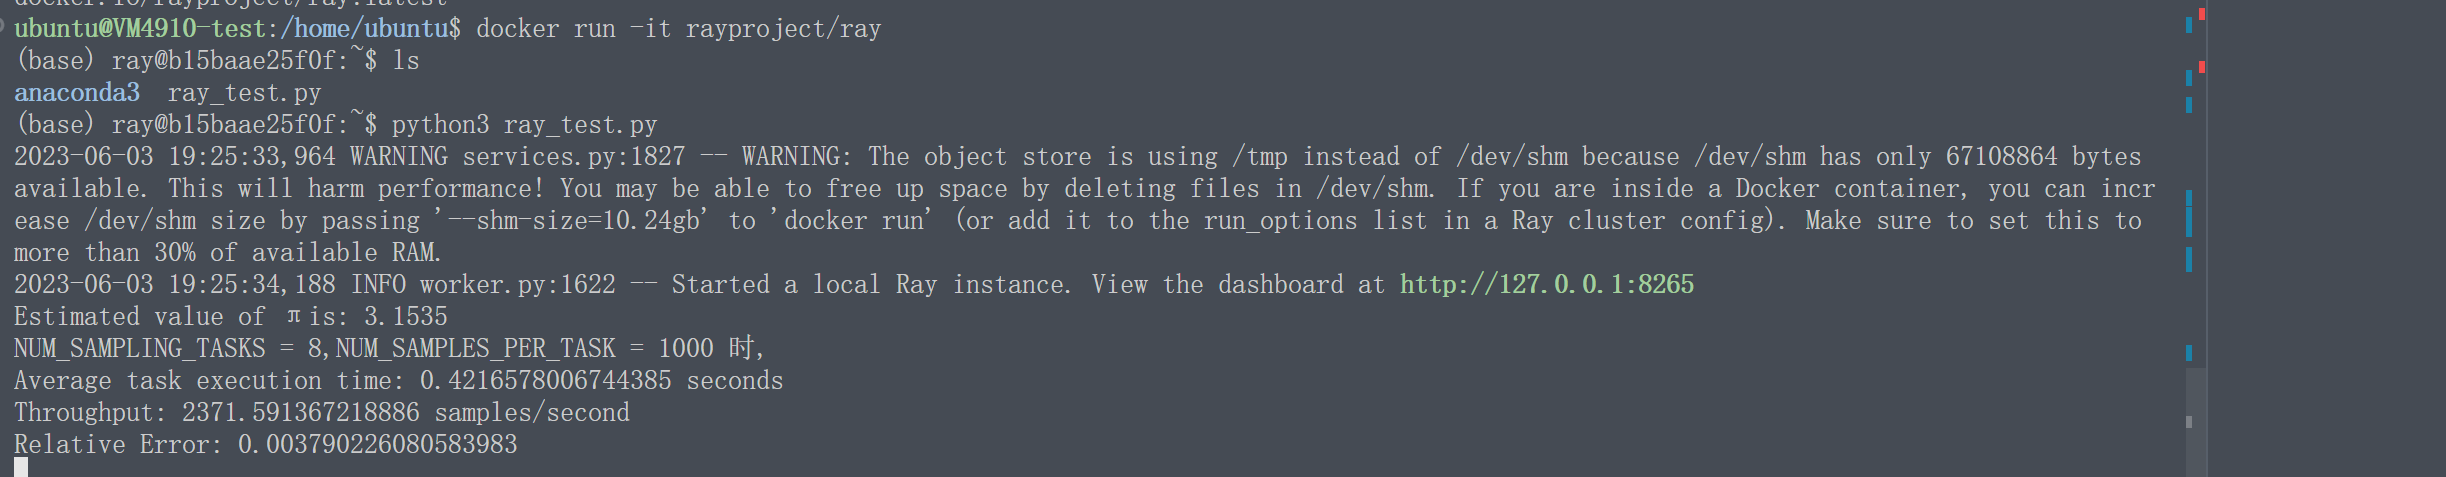 docker.io/rayproject/ray:latest
ubuntu@VM4910-test:/home/ubuntu$ docker run -it rayproject/ray
(base) ray@b15baae25f0f:~$ ls
anaconda3  ray_test.py
(base) ray@b15baae25f0f:~$ python3 ray_test.py
2023-06-03 19:25:33,964 WARNING services.py:1827 -- WARNING: The object store is using /tmp instead of /dev/shm because /dev/shm has only 67108864 bytes
available. This will harm performance! You may be able to free up space by deleting files in /dev/shm. If you are inside a Docker container, you can incr
ease /dev/shm size by passing '--shm-size=10.24gb' to 'docker run' (or add it to the run_options list in a Ray cluster config). Make sure to set this to
more than 30% of available RAM.
2023-06-03 19:25:34,188 INFO worker.py:1622 -- Started a local Ray instance. View the dashboard at http://127.0.0.1:8265
Estimated value of π is: 3.1535
NUM_SAMPLING_TASKS = 8,NUM_SAMPLES_PER_TASK = 1000 时,
Average task execution time: 0.4216578006744385 seconds
Throughput: 2371.591367218886 samples/second
Relative Error: 0.003790226080583983